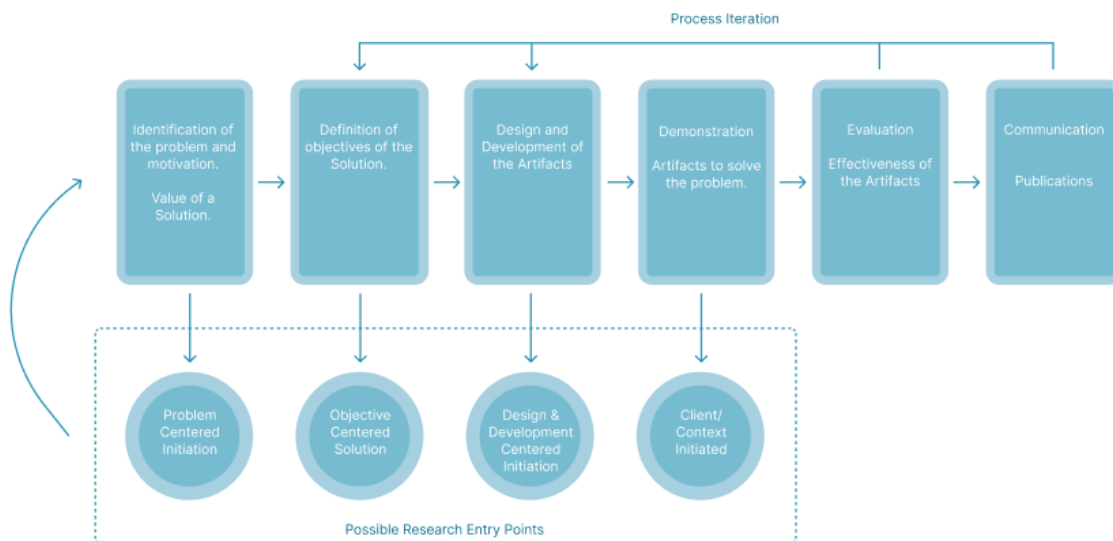 Process Iteration
Identification of
the problem and
motivation.
Value of a
Solution.
Definition of
objectives of the
Solution.
Design and
Development of
the Artifacts
Demonstration
Artifacts to solve
the problem.
Evaluation
Effectiveness of
the Artifacts
Communication
Publications
Problem
Centered
Initiation
Objective
Centered
Solution
Design &
Development
Centered
Initiation
Client/
Context
Initiated
Possible Research Entry Points